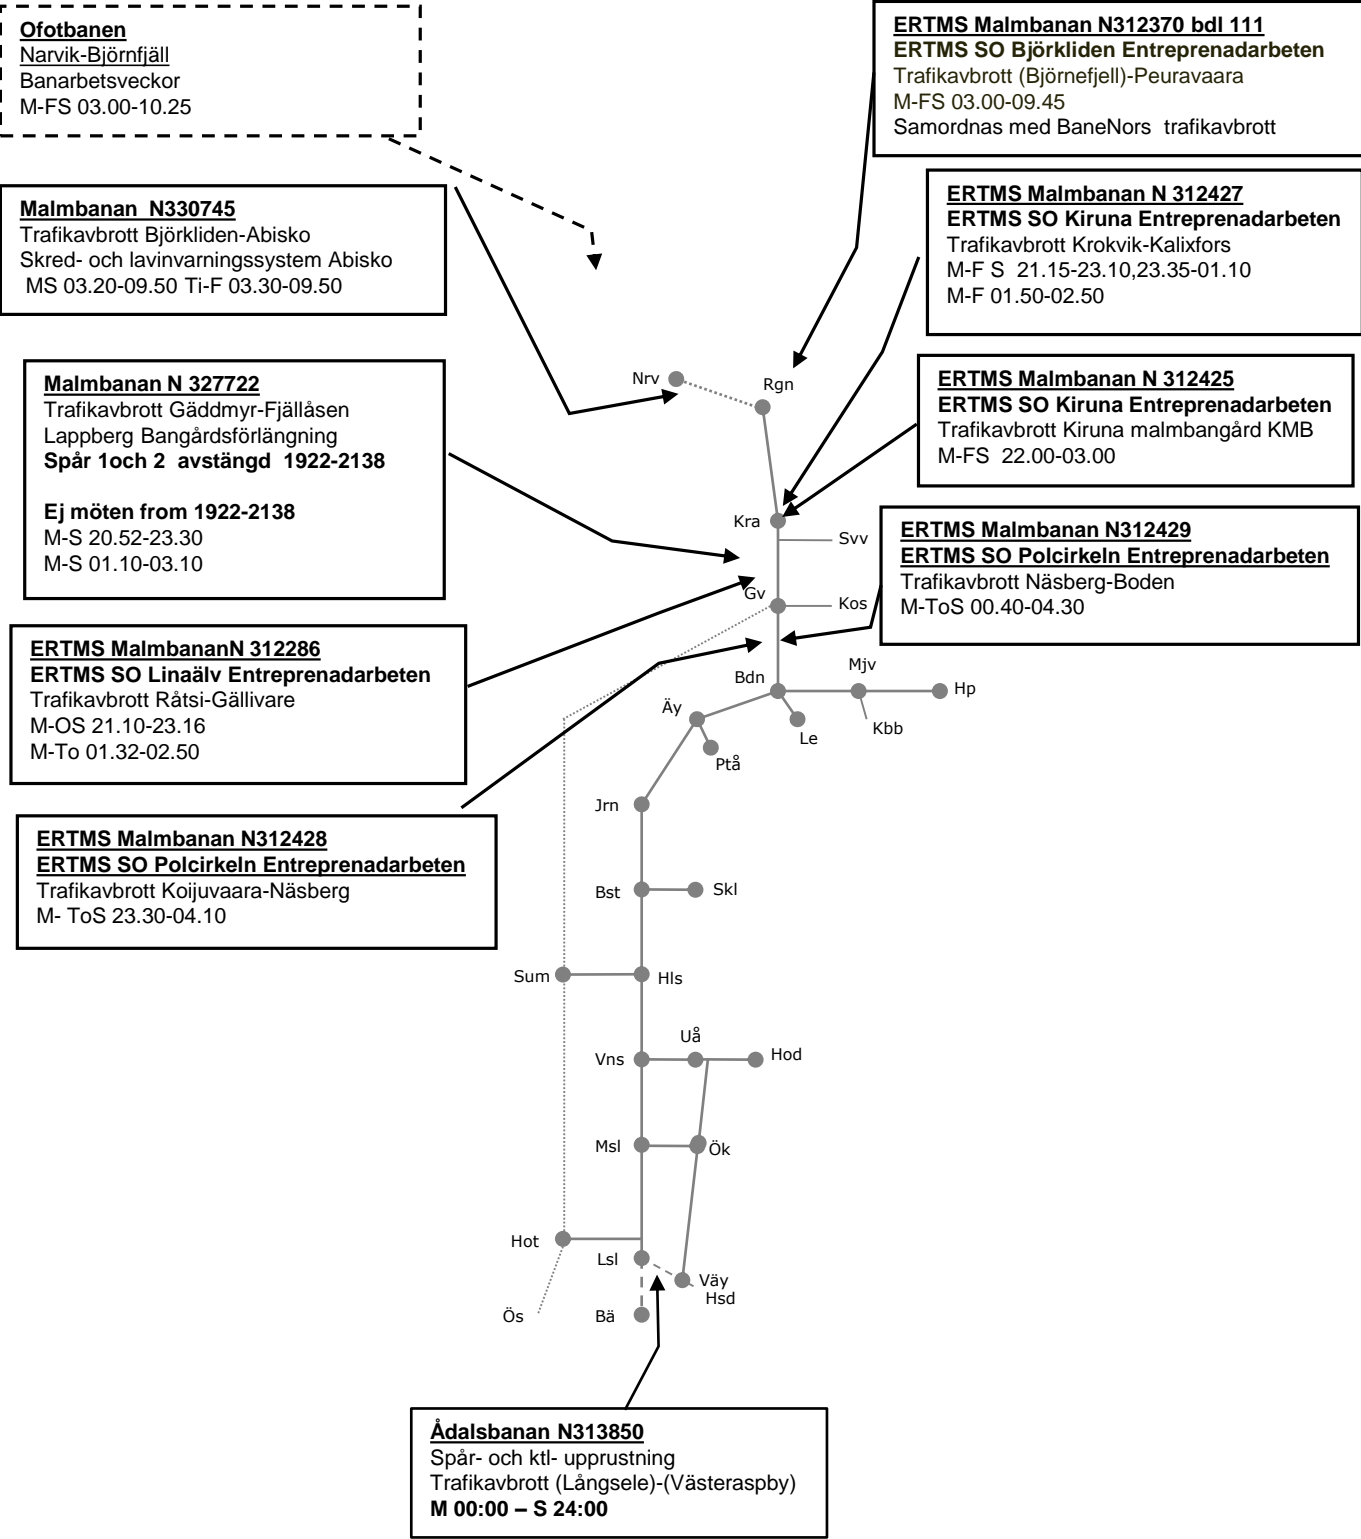 Ofotbanen
Narvik-Björnfjäll
Banarbetsveckor
M-FS 03.00-10.25
ERTMS Malmbanan N312370 bdl 111
ERTMS SO Björkliden Entreprenadarbeten
Trafikavbrott (Björnefjell)-Peuravaara
M-FS 03.00-09.45
Samordnas med BaneNors trafikavbrott
Malmbanan N330745
Trafikavbrott Björkliden-Abisko
Skred- och lavinvarningssystem Abisko
MS 03.20-09.50 Ti-F 03.30-09.50
ERTMS Malmbanan N 312427
ERTMS SO Kiruna Entreprenadarbeten
Trafikavbrott Krokvik-Kalixfors
M-F S 21.15-23.10,23.35-01.10
M-F 01.50-02.50
Malmbanan N 327722
Trafikavbrott Gäddmyr-Fjällåsen
Lappberg Bangårdsförlängning
Spår 1och 2 avstängd 1922-2138
Ej möten from 1922-2138
M-S 20.52-23.30
M-S 01.10-03.10
ERTMS Malmbanan N 312425
ERTMS SO Kiruna Entreprenadarbeten
Trafikavbrott Kiruna malmbangård KMB
M-FS 22.00-03.00
ERTMS Malmbanan N312429
ERTMS SO Polcirkeln Entreprenadarbeten
Trafikavbrott Näsberg-Boden
M-ToS 00.40-04.30
ERTMS MalmbananN 312286
ERTMS SO Linaälv Entreprenadarbeten
Trafikavbrott Råtsi-Gällivare
M-OS 21.10-23.16
M-To 01.32-02.50
ERTMS Malmbanan N312428
ERTMS SO Polcirkeln Entreprenadarbeten
Trafikavbrott Koijuvaara-Näsberg
M- ToS 23.30-04.10
Nrv
Rgn
Kra
Svv
Gv
Kos
Bdn
Mjv
Hp
Äy
Le
Kbb
Ptå
Jrn
Bst
Skl
Sum
Hls
Uå
Vns
Hod
Msl
Ök
Hot
Lsl
Väy
Hsd
Ös
Bä
Ådalsbanan N313850
Spår- och ktl- upprustning
Trafikavbrott (Långsele)-(Västeraspby)
M 00:00 – S 24:00